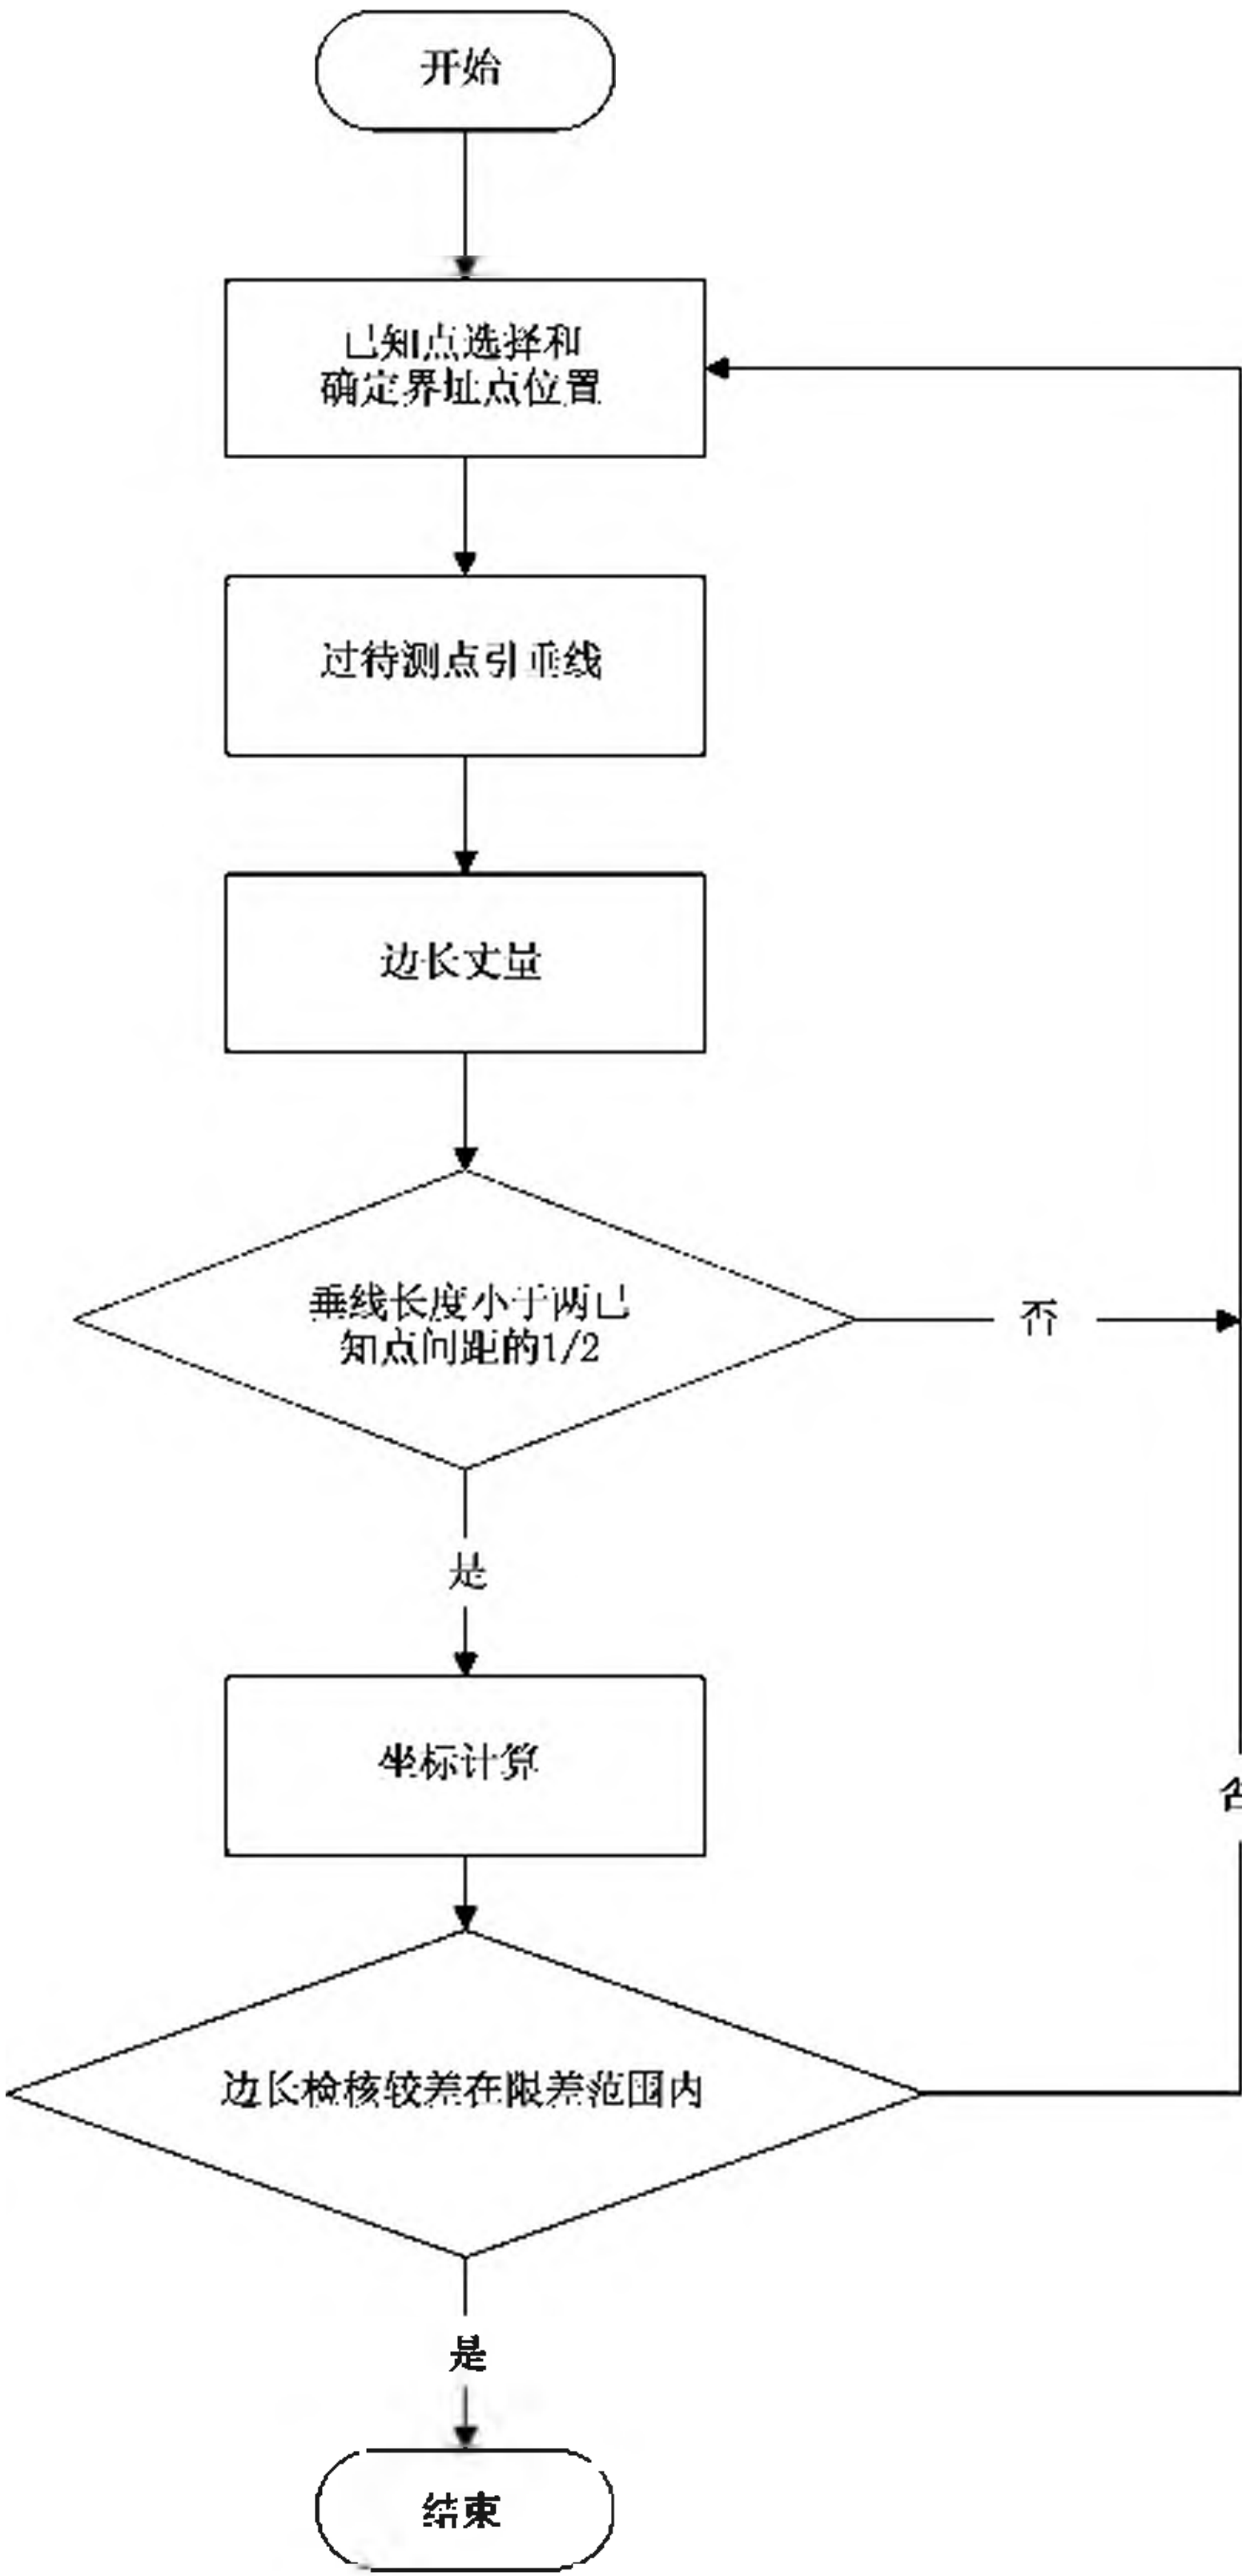 开始
已知点选择和
确定界址点位置
过待测点引垂线
边长丈量
垂线长度小于两已
知点间距的1/2
否
是
坐标计算
否
边长检核较差在限差范围内
是
结束